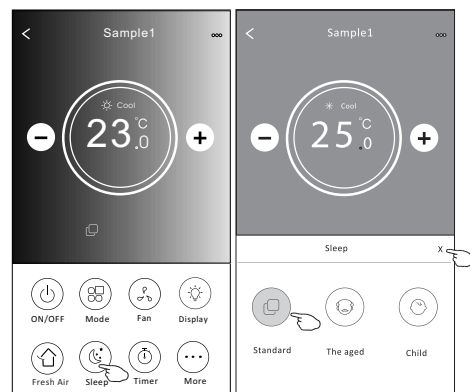 Sample1
Cool
23.0°C
ON/OFF Mode Fan Display
Fresh Air Sleep Timer More
Sample1
Cool
25.0°C
Sleep X
Standard The aged Child